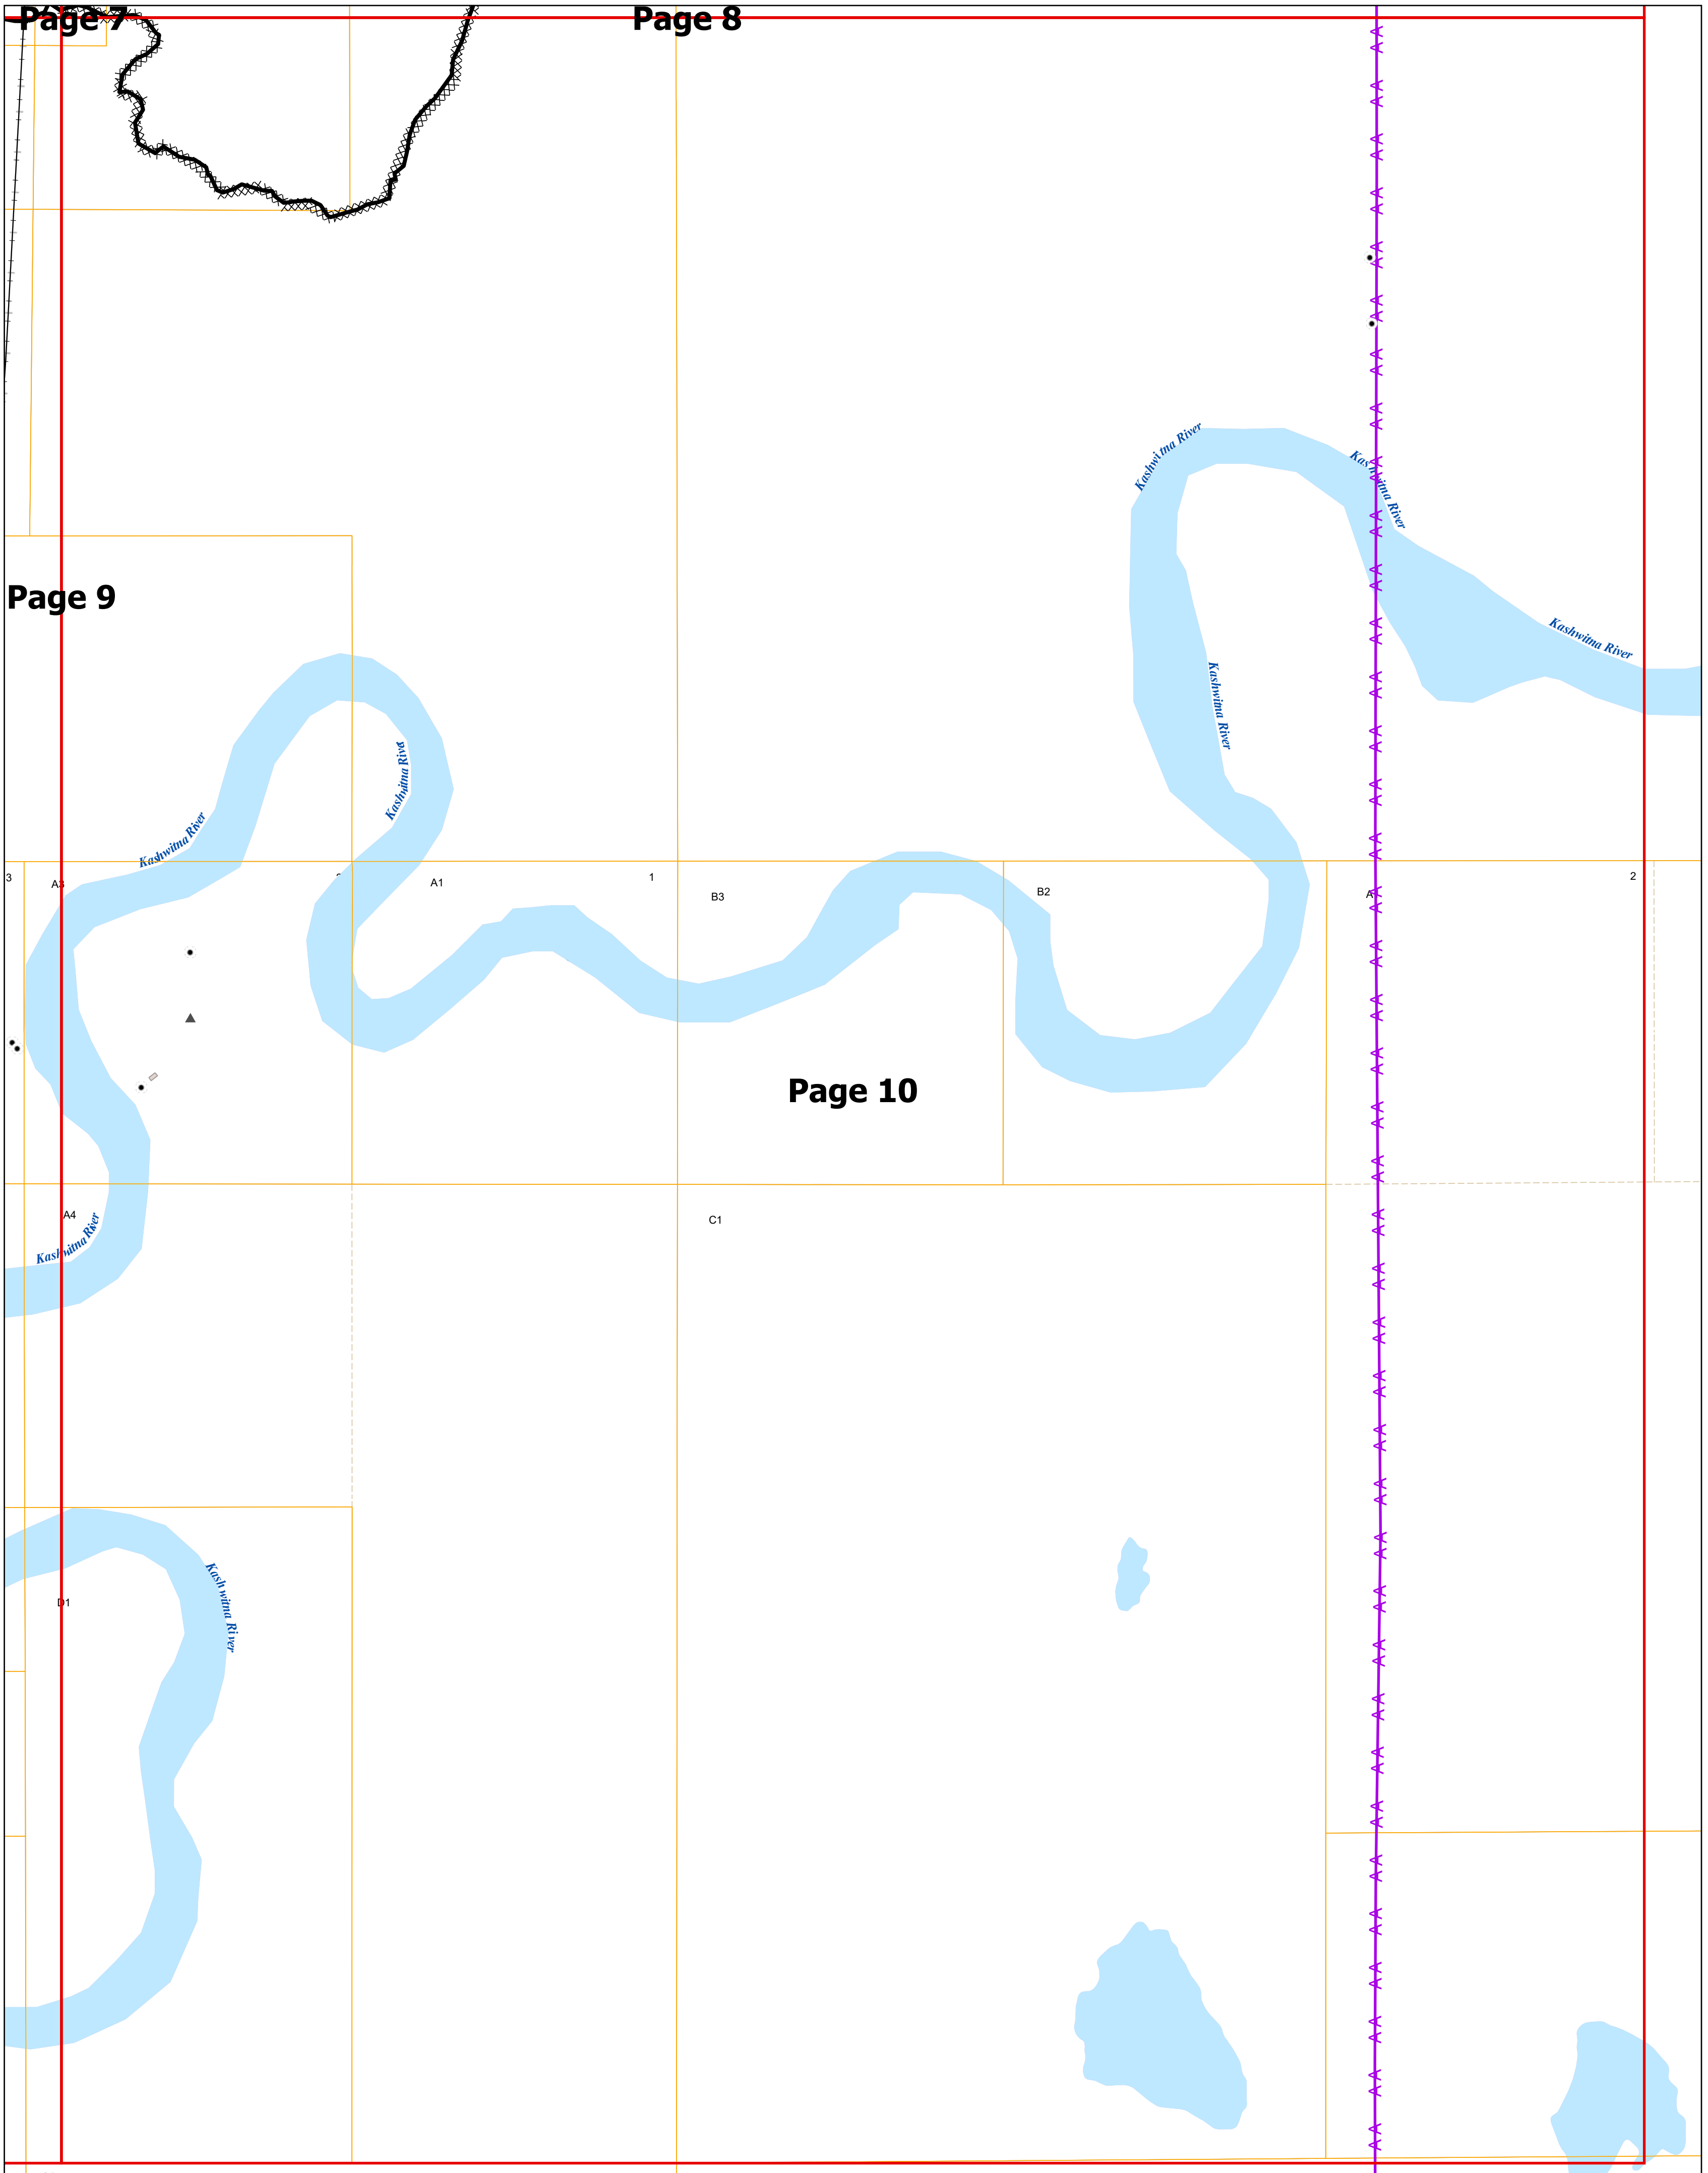 Page 7
Page 8
Kashwitna River
Kashwitna River
Page 9
Kashwitna River
Kashwitna River
Kashwitna River
Kashwitna River
3
A3
A1
1
B3
B2
A
2
Page 10
A4
Kashwitna River
C1
Kashwitna River
D1